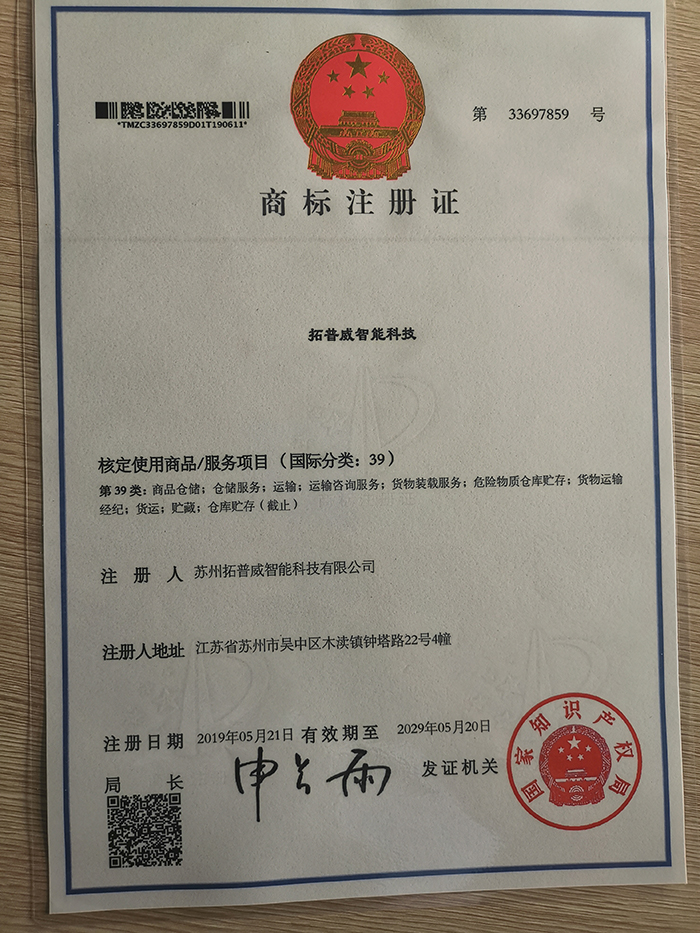 *TMZC33697859D01T190611*
第 33697859 号
商标注册证
拓普威智能科技
核定使用商品/服务项目（国际分类：39）
第39类：商品仓储；仓储服务；运输；运输咨询服务；货物装载服务；危险物质仓库贮存；货物运输
经纪；货运；贮藏；仓库贮存（截止）
注册人 苏州拓普威智能科技有限公司
注册人地址 江苏省苏州市吴中区木渎镇钟塔路22号4幢
注册日期 2019年05月21日 有效期至 2029年05月20日
局长 申长雨 发证机关
国家知识产权局